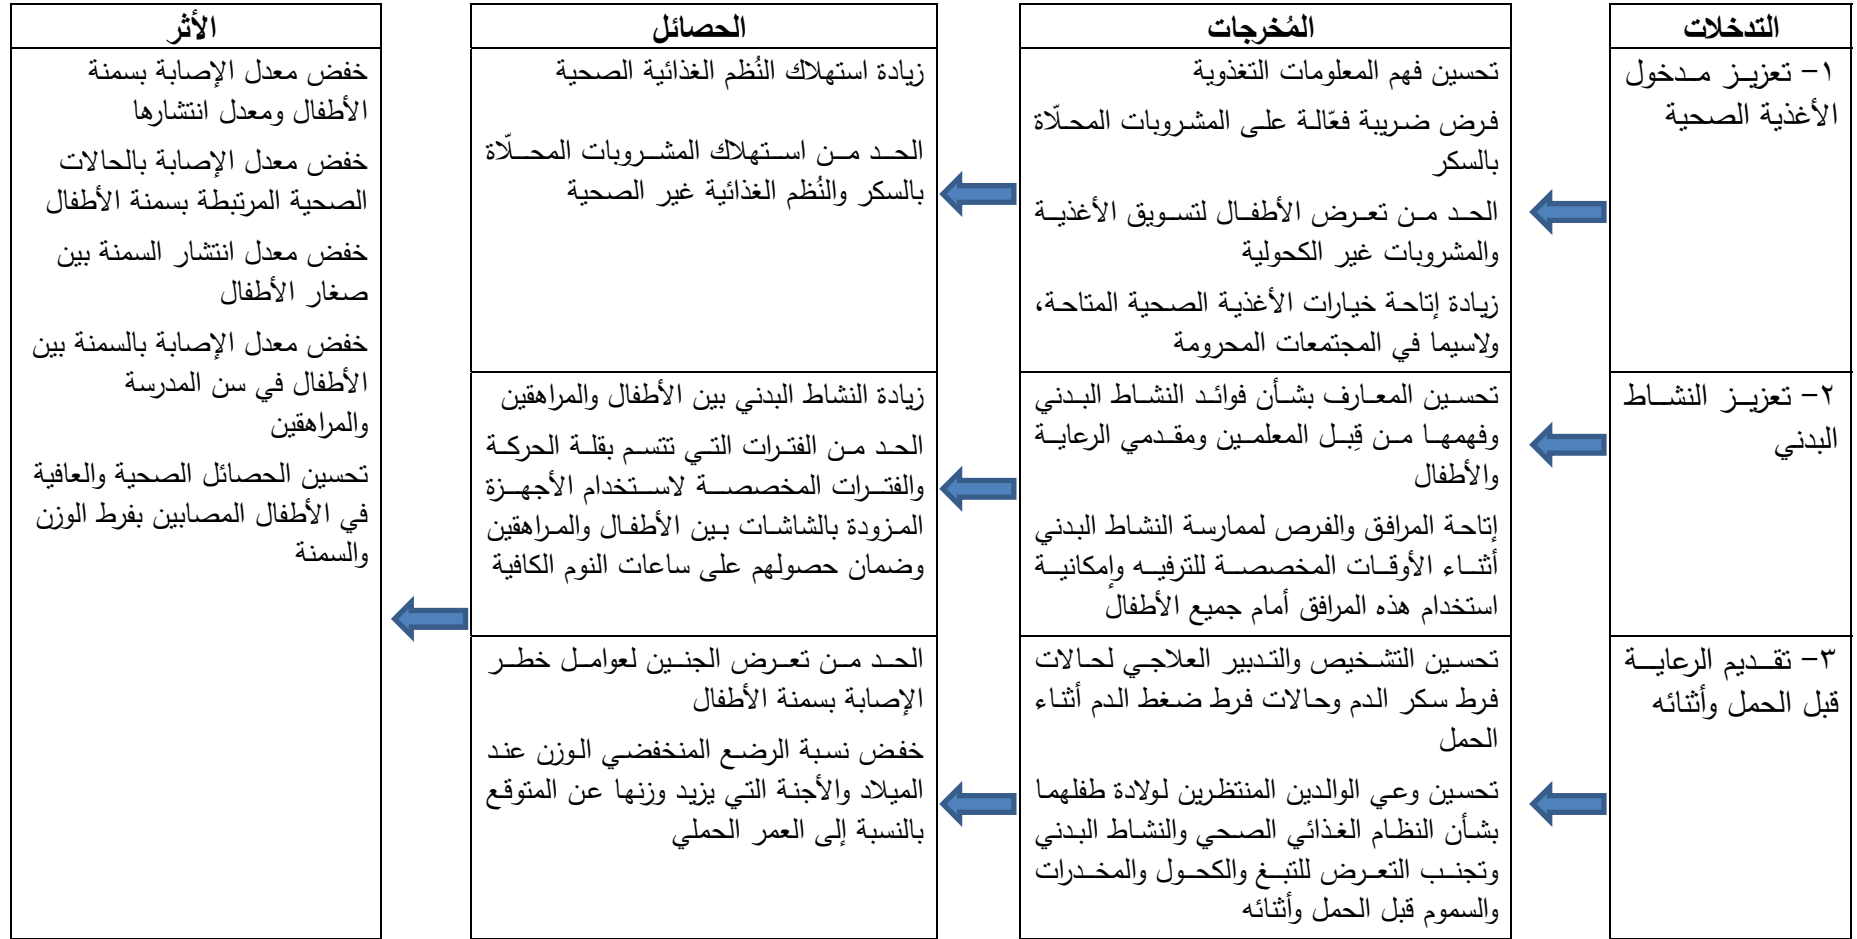 التدخلات
١- تعزيز مدخول
الأغذية الصحية
٢- تعزيز النشاط
البدني
٣- تقديم الرعاية
قبل الحمل وأثنائه
المُخرجات
تحسين فهم المعلومات التغذوية
فرض ضريبة فعّالة على المشروبات المحلّاة
بالسكر
الحد من تعرض الأطفال لتسويق الأغذية
والمشروبات غير الكحولية
زيادة إتاحة خيارات الأغذية الصحية المتاحة،
ولاسيما في المجتمعات المحرومة
تحسين المعارف بشأن فوائد النشاط البدني
وفهمها من قِبل المعلمين ومقدمي الرعاية
والأطفال
إتاحة المرافق والفرص لممارسة النشاط البدني
أثناء الأوقات المخصصة للترفيه وإمكانية
استخدام هذه المرافق أمام جميع الأطفال
تحسين التشخيص والتدبير العلاجي لحالات
فرط سكر الدم وحالات فرط ضغط الدم أثناء
الحمل
تحسين وعي الوالدين المنتظرين لولادة طفلهما
بشأن النظام الغذائي الصحي والنشاط البدني
وتجنب التعرض للتبغ والكحول والمخدرات
والسموم قبل الحمل وأثنائه
الحصائل
زيادة استهلاك النُظم الغذائية الصحية
الحد من استهلاك المشروبات المحلّاة
بالسكر والنُظم الغذائية غير الصحية
زيادة النشاط البدني بين الأطفال والمراهقين
الحد من الفترات التي تتسم بقلة الحركة
والفترات المخصصة لاستخدام الأجهزة
المزودة بالشاشات بين الأطفال والمراهقين
وضمان حصولهم على ساعات النوم الكافية
الحد من تعرض الجنين لعوامل خطر
الإصابة بسمنة الأطفال
خفض نسبة الرضع المنخفضي الوزن عند
الميلاد والأجنة التي يزيد وزنها عن المتوقع
بالنسبة إلى العمر الحملي
الأثر
خفض معدل الإصابة بسمنة
الأطفال ومعدل انتشارها
خفض معدل الإصابة بالحالات
الصحية المرتبطة بسمنة الأطفال
خفض معدل انتشار السمنة بين
صغار الأطفال
خفض معدل الإصابة بالسمنة بين
الأطفال في سن المدرسة
والمراهقين
تحسين الحصائل الصحية والعافية
في الأطفال المصابين بفرط الوزن
والسمنة